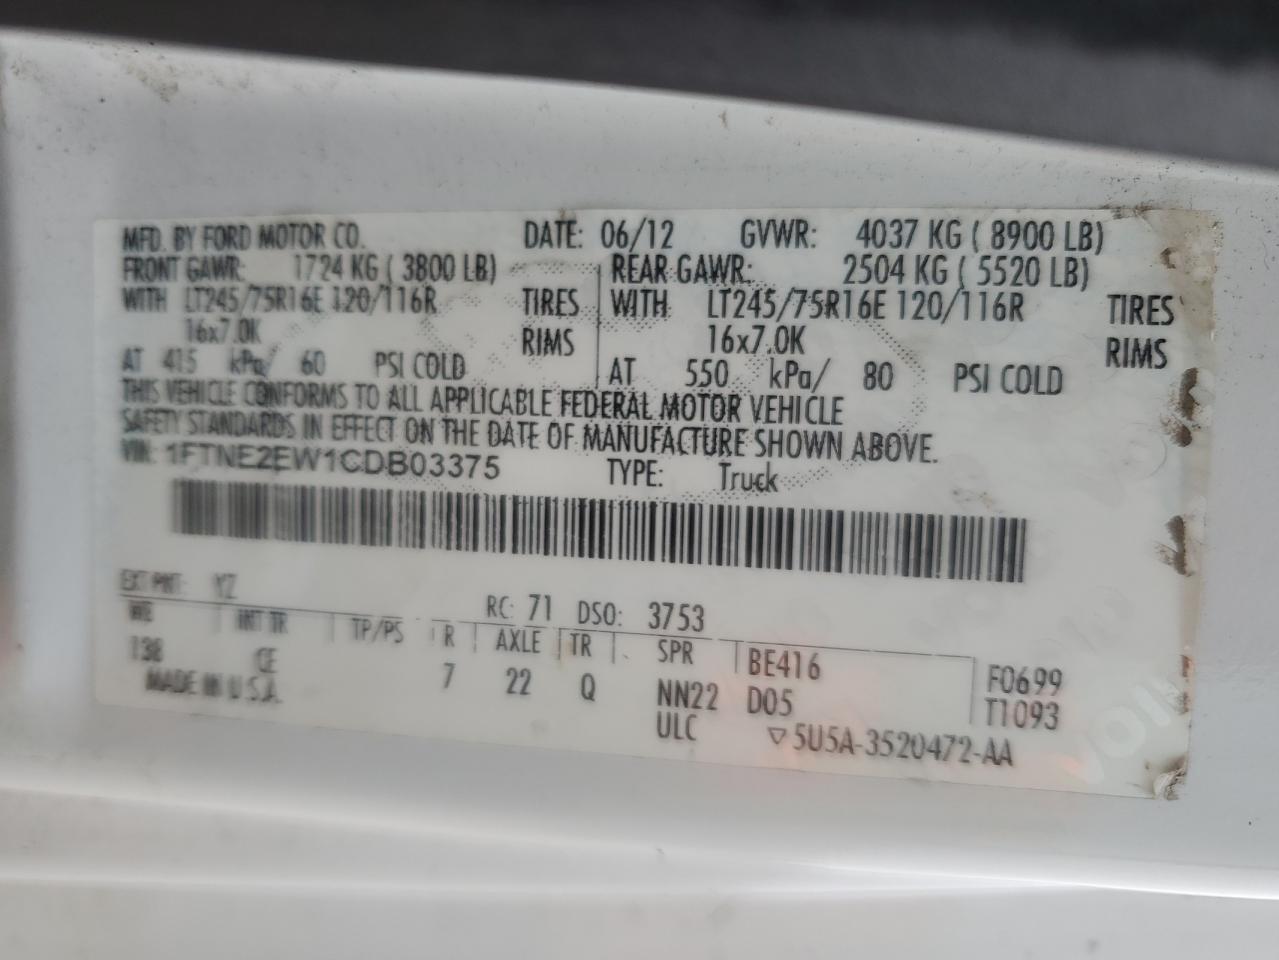 MFD. BY FORD MOTOR CO. DATE: 06/12 GVWR: 4037 KG ( 8900 LB)
FRONT GAWR: 1724 KG ( 3800 LB) REAR GAWR: 2504 KG ( 5520 LB)
WITH LT245/75R16E 120/116R TIRES WITH LT245/75R16E 120/116R TIRES
16x7.0K RIMS 16x7.0K RIMS
AT 415 kPa/ 60 PSI COLD AT 550 kPa/ 80 PSI COLD
THIS VEHICLE CONFORMS TO ALL APPLICABLE FEDERAL MOTOR VEHICLE
SAFETY STANDARDS IN EFFECT ON THE DATE OF MANUFACTURE SHOWN ABOVE.
VIN: 1FTNE2EW1CDB03375 TYPE: Truck
EXT PNT: YZ RC: 71 DSO: 3753
WB INT TR TP/PS R AXLE TR SPR BE416 F0699
138 CE 7 22 Q NN22 D05 T1093
MADE IN U.S.A. ULC ▽5U5A-3520472-AA